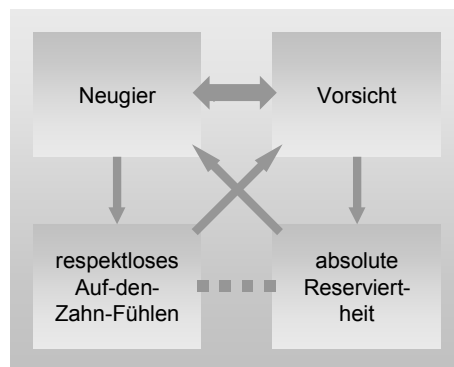 Neugier
Vorsicht
respektloses
Auf-den-
Zahn-Fühlen
absolute
Reserviert-
heit